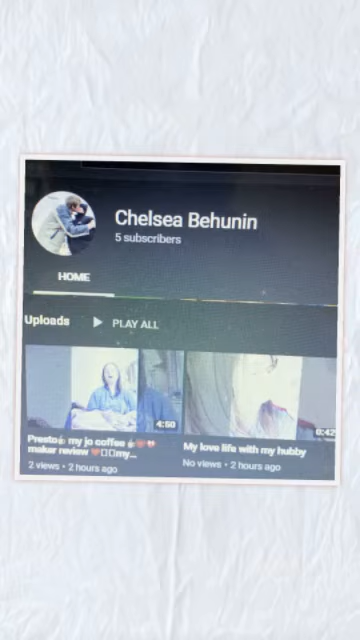 Chelsea Behunin
5 subscribers
HOME
Uploads ▶ PLAY ALL
4:50
0:42
Presto👍 my jo coffee 👍❤️💝
maker review ❤️□□my...
2 views • 2 hours ago
My love life with my hubby
No views • 2 hours ago